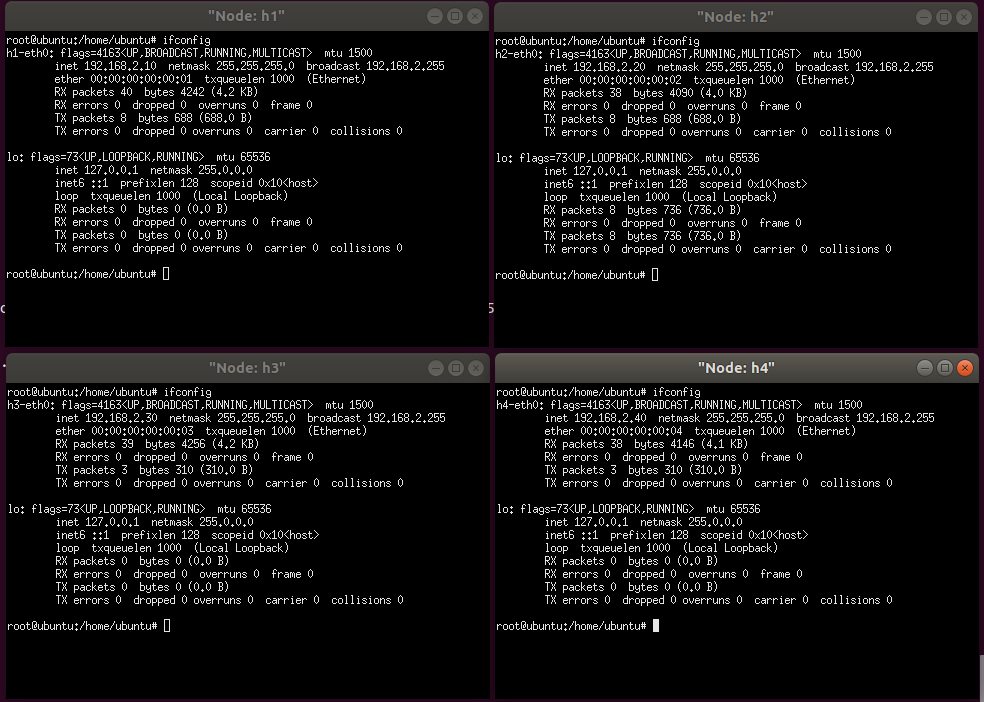 "Node: h1"
root@ubuntu:/home/ubuntu# ifconfig
h1-eth0: flags=4163<UP,BROADCAST,RUNNING,MULTICAST>  mtu 1500
        inet 192.168.2.10  netmask 255.255.255.0  broadcast 192.168.2.255
        ether 00:00:00:00:00:01  txqueuelen 1000  (Ethernet)
        RX packets 40  bytes 4242 (4.2 KB)
        RX errors 0  dropped 0  overruns 0  frame 0
        TX packets 8  bytes 688 (688.0 B)
        TX errors 0  dropped 0 overruns 0  carrier 0  collisions 0
lo: flags=73<UP,LOOPBACK,RUNNING>  mtu 65536
        inet 127.0.0.1  netmask 255.0.0.0
        inet6 ::1  prefixlen 128  scopeid 0x10<host>
        loop  txqueuelen 1000  (Local Loopback)
        RX packets 0  bytes 0 (0.0 B)
        RX errors 0  dropped 0  overruns 0  frame 0
        TX packets 0  bytes 0 (0.0 B)
        TX errors 0  dropped 0 overruns 0  carrier 0  collisions 0
root@ubuntu:/home/ubuntu#
"Node: h2"
root@ubuntu:/home/ubuntu# ifconfig
h2-eth0: flags=4163<UP,BROADCAST,RUNNING,MULTICAST>  mtu 1500
        inet 192.168.2.20  netmask 255.255.255.0  broadcast 192.168.2.255
        ether 00:00:00:00:00:02  txqueuelen 1000  (Ethernet)
        RX packets 38  bytes 4090 (4.0 KB)
        RX errors 0  dropped 0  overruns 0  frame 0
        TX packets 8  bytes 688 (688.0 B)
        TX errors 0  dropped 0 overruns 0  carrier 0  collisions 0
lo: flags=73<UP,LOOPBACK,RUNNING>  mtu 65536
        inet 127.0.0.1  netmask 255.0.0.0
        inet6 ::1  prefixlen 128  scopeid 0x10<host>
        loop  txqueuelen 1000  (Local Loopback)
        RX packets 8  bytes 736 (736.0 B)
        RX errors 0  dropped 0  overruns 0  frame 0
        TX packets 8  bytes 736 (736.0 B)
        TX errors 0  dropped 0 overruns 0  carrier 0  collisions 0
root@ubuntu:/home/ubuntu#
"Node: h3"
root@ubuntu:/home/ubuntu# ifconfig
h3-eth0: flags=4163<UP,BROADCAST,RUNNING,MULTICAST>  mtu 1500
        inet 192.168.2.30  netmask 255.255.255.0  broadcast 192.168.2.255
        ether 00:00:00:00:00:03  txqueuelen 1000  (Ethernet)
        RX packets 39  bytes 4256 (4.2 KB)
        RX errors 0  dropped 0  overruns 0  frame 0
        TX packets 3  bytes 310 (310.0 B)
        TX errors 0  dropped 0 overruns 0  carrier 0  collisions 0
lo: flags=73<UP,LOOPBACK,RUNNING>  mtu 65536
        inet 127.0.0.1  netmask 255.0.0.0
        inet6 ::1  prefixlen 128  scopeid 0x10<host>
        loop  txqueuelen 1000  (Local Loopback)
        RX packets 0  bytes 0 (0.0 B)
        RX errors 0  dropped 0  overruns 0  frame 0
        TX packets 0  bytes 0 (0.0 B)
        TX errors 0  dropped 0 overruns 0  carrier 0  collisions 0
root@ubuntu:/home/ubuntu#
"Node: h4"
root@ubuntu:/home/ubuntu# ifconfig
h4-eth0: flags=4163<UP,BROADCAST,RUNNING,MULTICAST>  mtu 1500
        inet 192.168.2.40  netmask 255.255.255.0  broadcast 192.168.2.255
        ether 00:00:00:00:00:04  txqueuelen 1000  (Ethernet)
        RX packets 38  bytes 4146 (4.1 KB)
        RX errors 0  dropped 0  overruns 0  frame 0
        TX packets 3  bytes 310 (310.0 B)
        TX errors 0  dropped 0 overruns 0  carrier 0  collisions 0
lo: flags=73<UP,LOOPBACK,RUNNING>  mtu 65536
        inet 127.0.0.1  netmask 255.0.0.0
        inet6 ::1  prefixlen 128  scopeid 0x10<host>
        loop  txqueuelen 1000  (Local Loopback)
        RX packets 0  bytes 0 (0.0 B)
        RX errors 0  dropped 0  overruns 0  frame 0
        TX packets 0  bytes 0 (0.0 B)
        TX errors 0  dropped 0 overruns 0  carrier 0  collisions 0
root@ubuntu:/home/ubuntu#